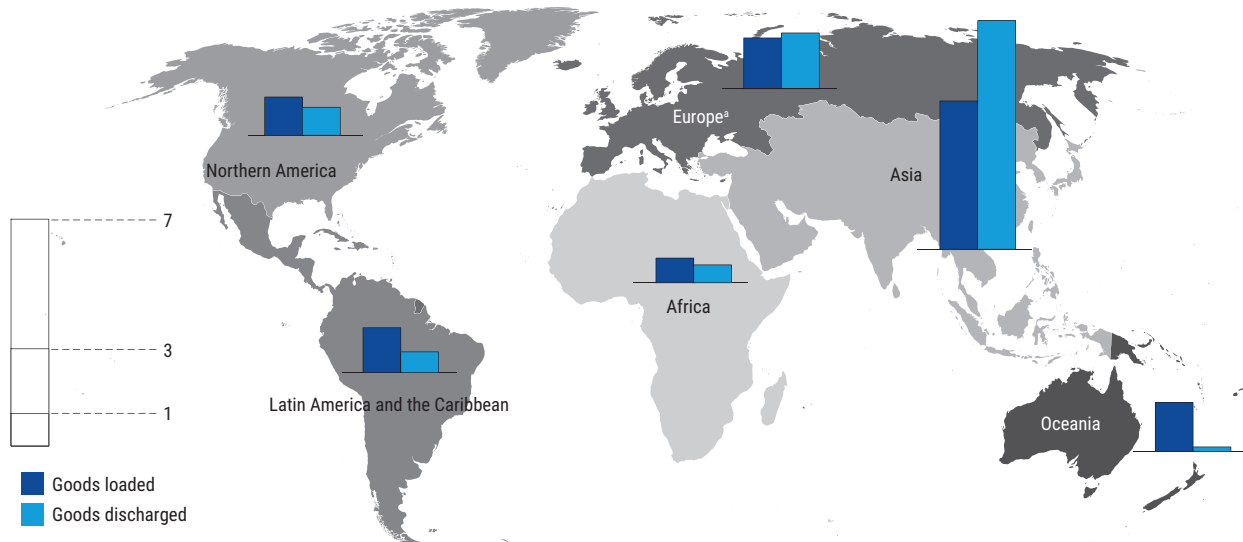 Europeᵃ
Northern America
Asia
7
Africa
3
Latin America and the Caribbean
1
Oceania
Goods loaded
Goods discharged